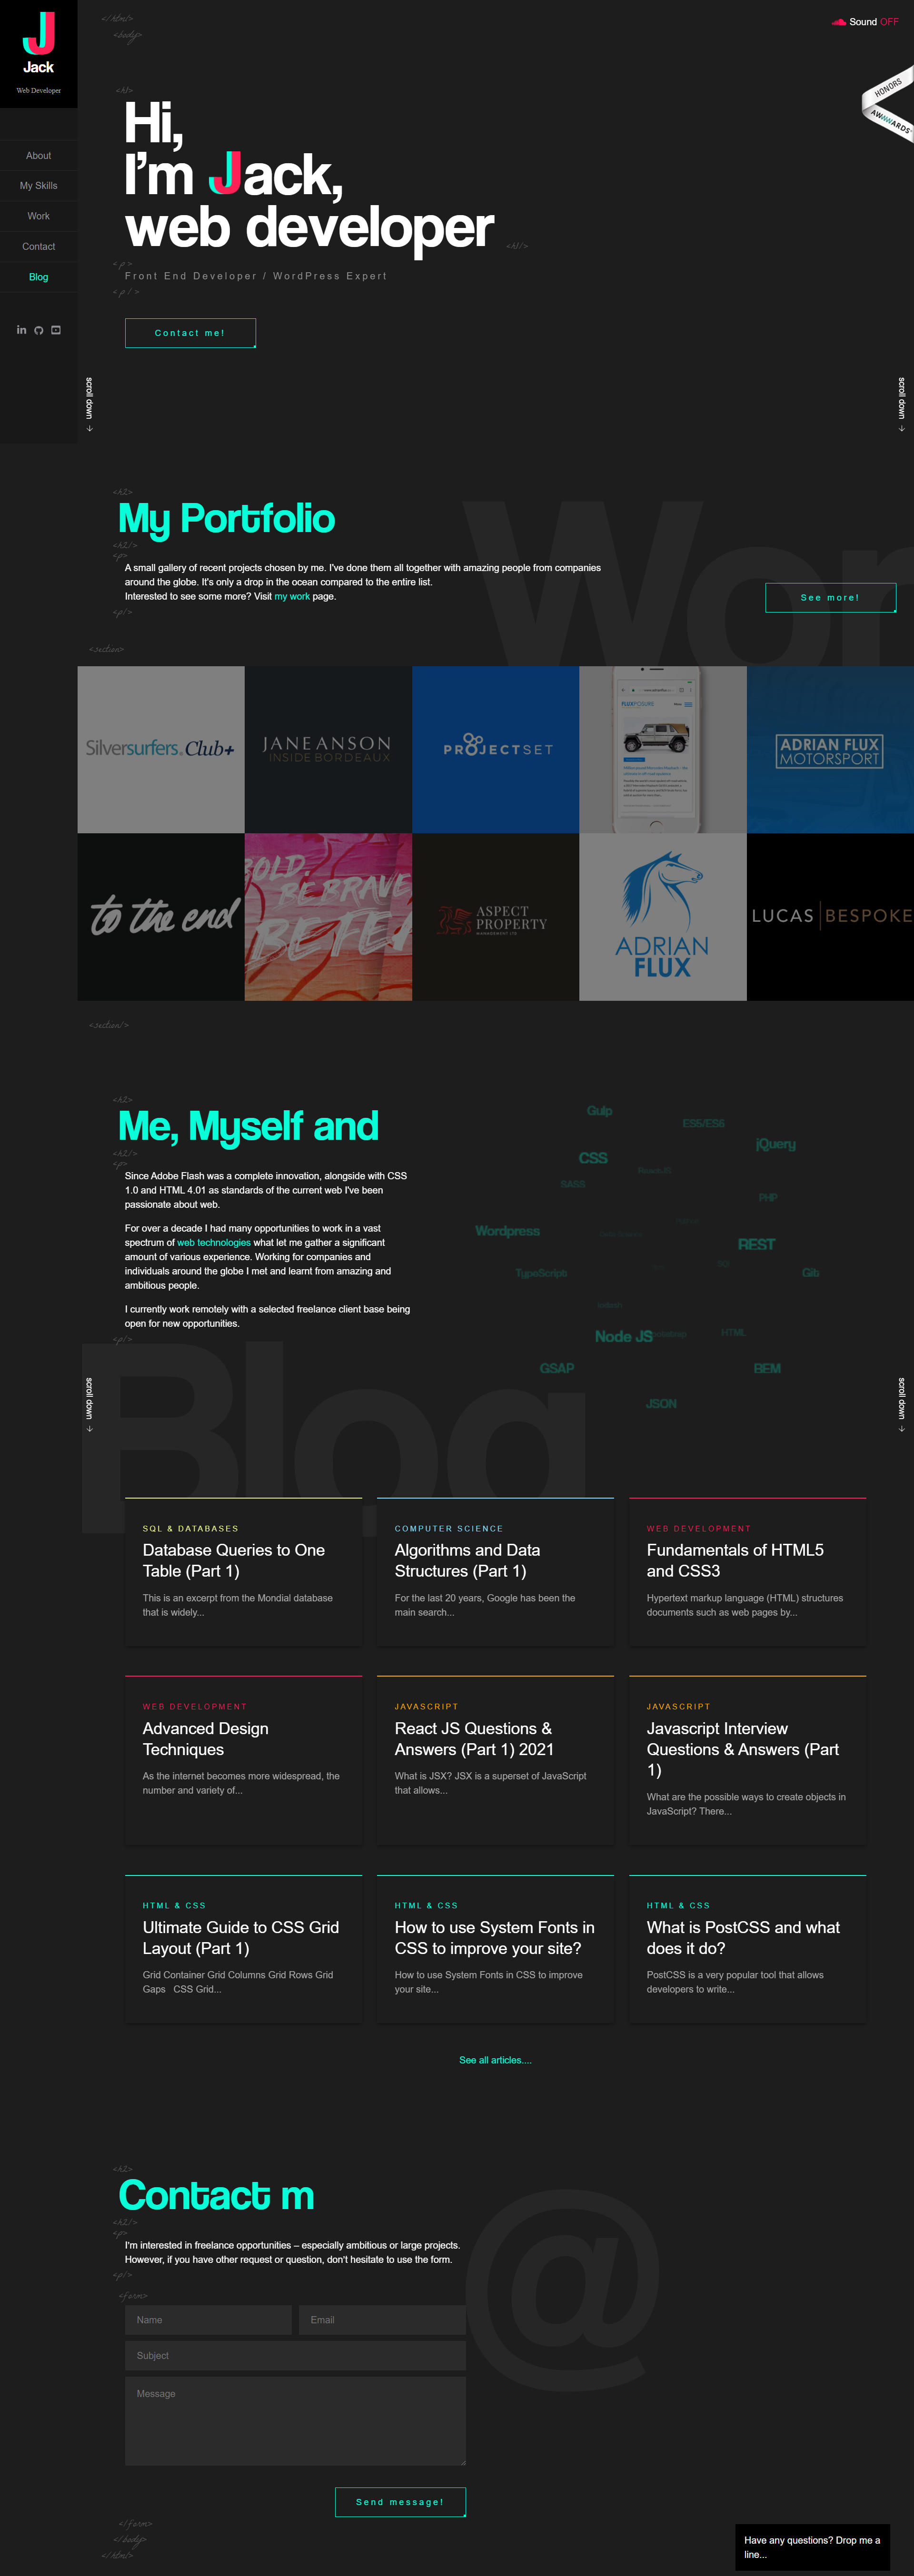 Jack
Web Developer
About
My Skills
Work
Contact
Blog
</html>
<body>
Sound OFF
HONORS
AWWWARDS
<h1>
Hi,
I'm Jack,
web developer
<h1/>
<p>
Front End Developer / WordPress Expert
<p/>
Contact me!
scroll down
scroll down
<h2>
My Portfolio
<h2/>
<p>
A small gallery of recent projects chosen by me. I've done them all together with amazing people from companies
around the globe. It's only a drop in the ocean compared to the entire list.
Interested to see some more? Visit my work page.
<p/>
See more!
Wor
<section>
Silversurfers. Club+
JANE ANSON
INSIDE BORDEAUX
PROJECTSET
FLUXPOSURE
ADRIAN FLUX
MOTORSPORT
to the end
BOLD.
BE BRAVE
ASPECT
PROPERTY
MANAGEMENT LTD
ADRIAN
FLUX
LUCAS BESPOKE
<section/>
<h2>
Me, Myself and
<h2/>
<p>
Since Adobe Flash was a complete innovation, alongside with CSS
1.0 and HTML 4.01 as standards of the current web I've been
passionate about web.
For over a decade I had many opportunities to work in a vast
spectrum of web technologies what let me gather a significant
amount of various experience. Working for companies and
individuals around the globe I met and learnt from amazing and
ambitious people.
I currently work remotely with a selected freelance client base being
open for new opportunities.
<p/>
Gulp
ES5/ES6
jQuery
CSS
ReactJS
SASS
PHP
Wordpress
REST
TypeScript
Git
Node JS
HTML
GSAP
BEM
JSON
scroll down
scroll down
Blog
SQL & DATABASES
Database Queries to One
Table (Part 1)
This is an excerpt from the Mondial database
that is widely...
COMPUTER SCIENCE
Algorithms and Data
Structures (Part 1)
For the last 20 years, Google has been the
main search...
WEB DEVELOPMENT
Fundamentals of HTML5
and CSS3
Hypertext markup language (HTML) structures
documents such as web pages by...
WEB DEVELOPMENT
Advanced Design
Techniques
As the internet becomes more widespread, the
number and variety of...
JAVASCRIPT
React JS Questions &
Answers (Part 1) 2021
What is JSX? JSX is a superset of JavaScript
that allows...
JAVASCRIPT
Javascript Interview
Questions & Answers (Part
1)
What are the possible ways to create objects in
JavaScript? There...
HTML & CSS
Ultimate Guide to CSS Grid
Layout (Part 1)
Grid Container Grid Columns Grid Rows Grid
Gaps CSS Grid...
HTML & CSS
How to use System Fonts in
CSS to improve your site?
How to use System Fonts in CSS to improve
your site...
HTML & CSS
What is PostCSS and what
does it do?
PostCSS is a very popular tool that allows
developers to write...
See all articles....
<h2>
Contact m
<h2/>
<p>
I'm interested in freelance opportunities – especially ambitious or large projects.
However, if you have other request or question, don't hesitate to use the form.
<p/>
@
<form>
Name
Email
Subject
Message
Send message!
</form>
</body>
</html>
Have any questions? Drop me a
line...